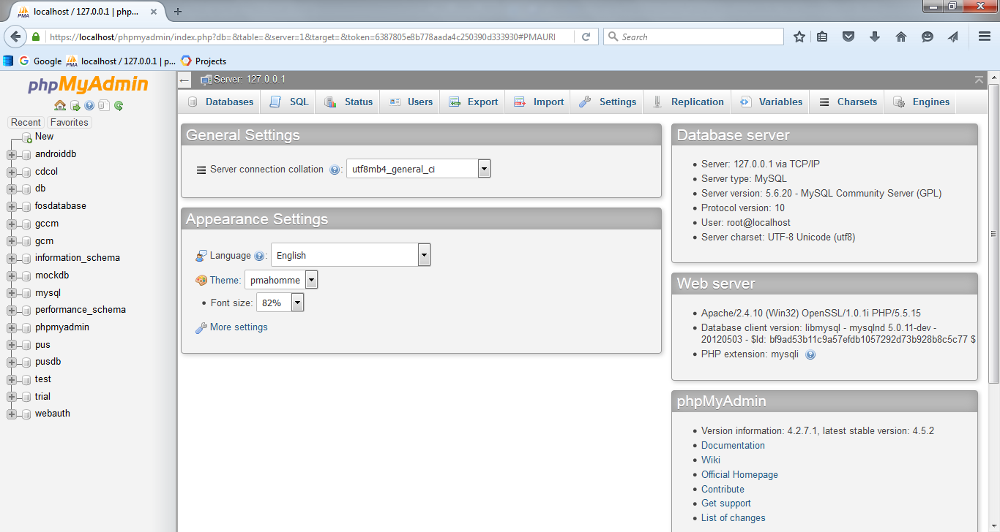 localhost / 127.0.0.1 | php...
https://localhost/phpmyadmin/index.php?db=&table=&server=1&target=&token=6387805e8b778aada4c250390d333930#PMAURI
Search
Google
localhost / 127.0.0.1 | p...
Projects
phpMyAdmin
Recent
Favorites
New
androiddb
cdcol
db
fosdatabase
gccm
gcm
information_schema
mockdb
mysql
performance_schema
phpmyadmin
pus
pusdb
test
trial
webauth
Server: 127.0.0.1
Databases
SQL
Status
Users
Export
Import
Settings
Replication
Variables
Charsets
Engines
General Settings
Server connection collation : utf8mb4_general_ci
Appearance Settings
Language : English
Theme: pmahomme
• Font size: 82%
More settings
Database server
• Server: 127.0.0.1 via TCP/IP
• Server type: MySQL
• Server version: 5.6.20 - MySQL Community Server (GPL)
• Protocol version: 10
• User: root@localhost
• Server charset: UTF-8 Unicode (utf8)
Web server
• Apache/2.4.10 (Win32) OpenSSL/1.0.1i PHP/5.5.15
• Database client version: libmysql - mysqlnd 5.0.11-dev -
20120503 - $Id: bf9ad53b11c9a57efdb1057292d73b928b8c5c77 $
• PHP extension: mysqli
phpMyAdmin
• Version information: 4.2.7.1, latest stable version: 4.5.2
• Documentation
• Wiki
• Official Homepage
• Contribute
• Get support
• List of changes